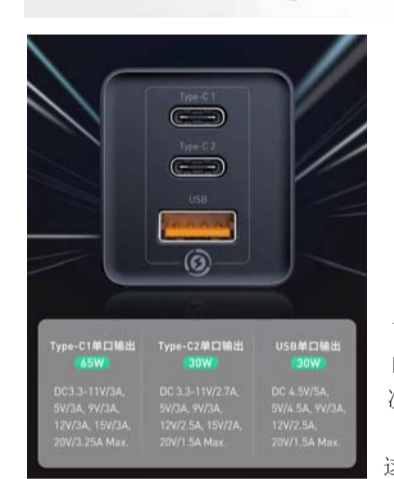 Type-C 1
Type-C 2
USB
Type-C1单口输出
65W
DC3.3-11V/3A,
5V/3A, 9V/3A,
12V/3A, 15V/3A,
20V/3.25A Max.
Type-C2单口输出
30W
DC 3.3-11V/2.7A,
5V/3A, 9V/3A,
12V/2.5A, 15V/2A,
20V/1.5A Max.
USB单口输出
30W
DC 4.5V/5A,
5V/4.5A, 9V/3A,
12V/2.5A,
20V/1.5A Max.